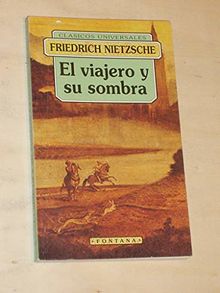 CLASICOS UNIVERSALES
FRIEDRICH NIETZSCHE
El viajero y
su sombra
FONTANA